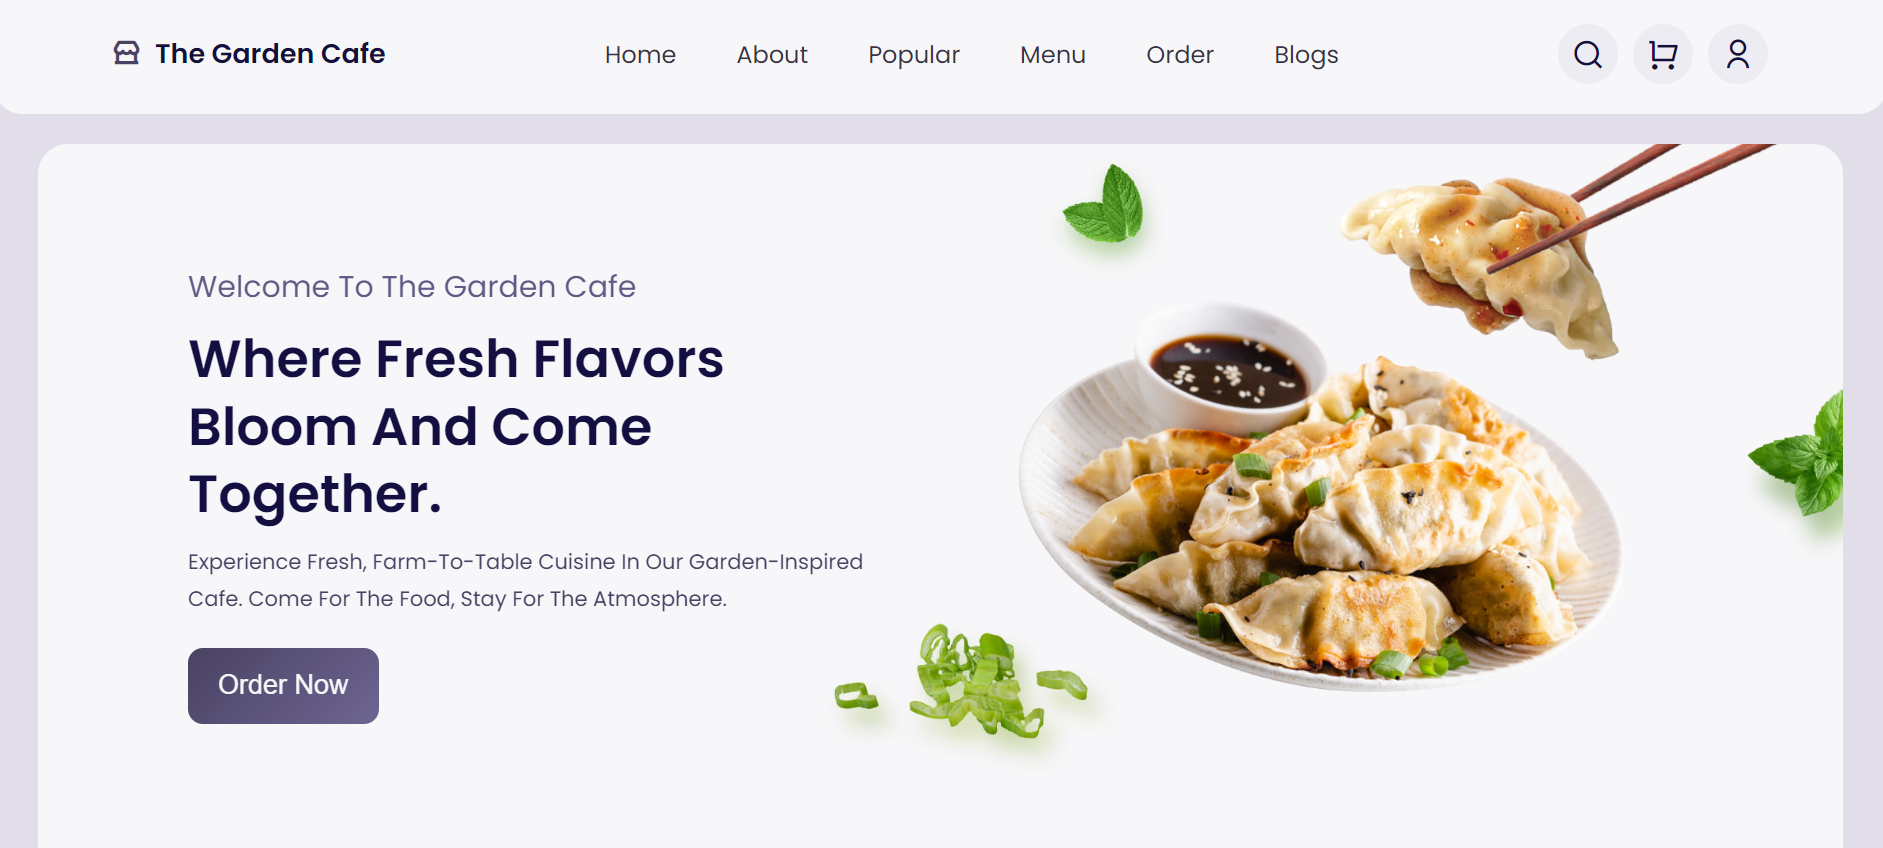 The Garden Cafe
Home
About
Popular
Menu
Order
Blogs
Welcome To The Garden Cafe
Where Fresh Flavors
Bloom And Come
Together.
Experience Fresh, Farm-To-Table Cuisine In Our Garden-Inspired
Cafe. Come For The Food, Stay For The Atmosphere.
Order Now